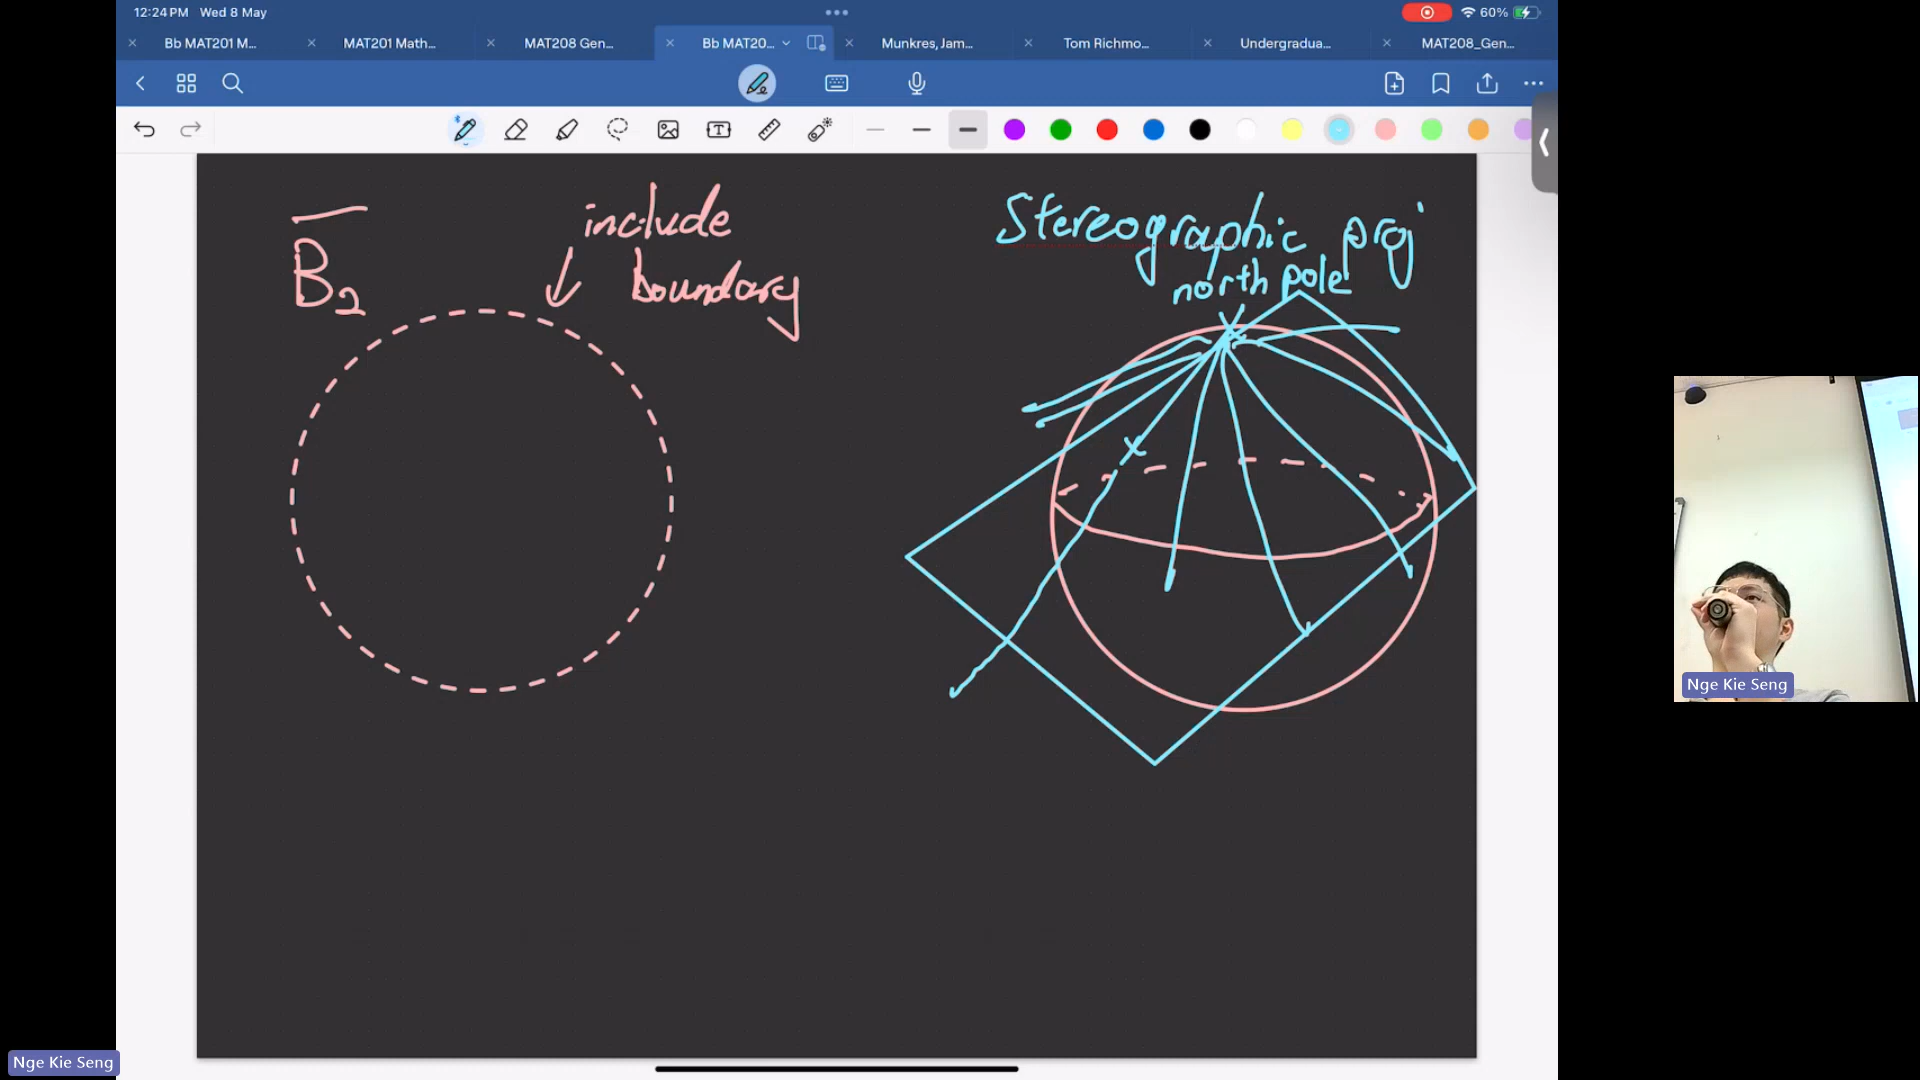 12:24 PM Wed 8 May
60%
Bb MAT201 M...
MAT201 Math...
MAT208 Gen...
Bb MAT20...
Munkres, Jam...
Tom Richmo...
Undergradua...
MAT208_Gen...
B2
include
boundary
Stereographic proj
north pole
Nge Kie Seng
Nge Kie Seng